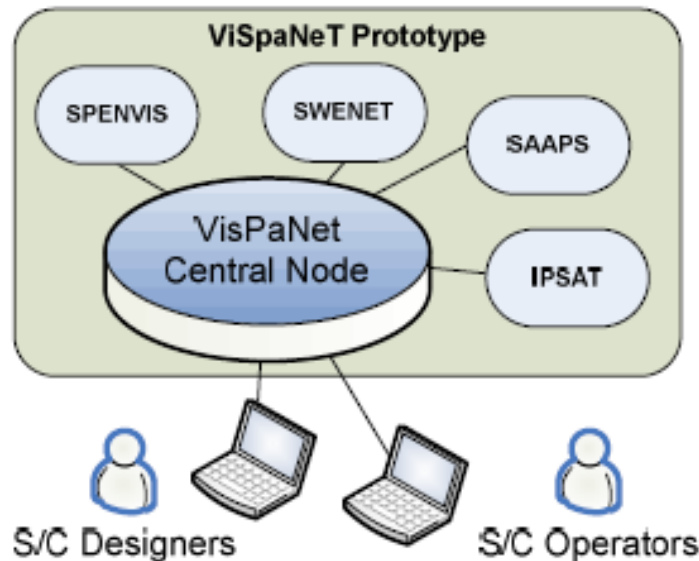 ViSpaNeT Prototype
SPENVIS
SWENET
SAAPS
VisPaNet
Central Node
IPSAT
S/C Designers
S/C Operators